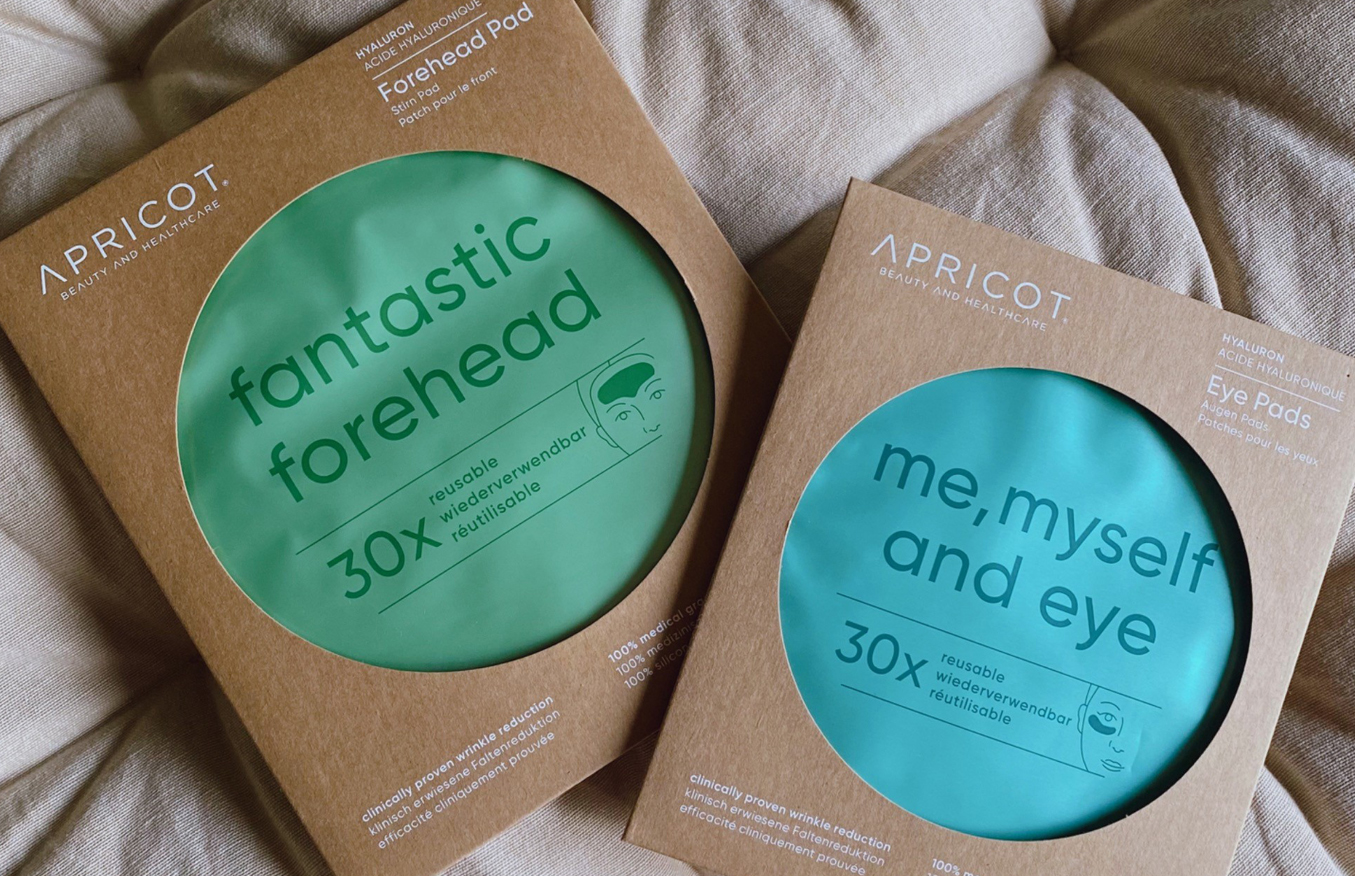 HYALURON
ACIDE HYALURONIQUE
Forehead Pad
Stirn Pad
Patch pour le front
APRICOT®
BEAUTY AND HEALTHCARE
fantastic
forehead
30x
reusable
wiederverwendbar
réutilisable
100% medical
100%
100%
clinically proven wrinkle reduction
klinisch erwiesene Faltenreduktion
efficacité cliniquement prouvée
APRICOT®
BEAUTY AND HEALTHCARE
HYALURON
ACIDE HYALURONIQUE
Eye Pads
Augen Pads
Patches pour les yeux
me, myself
and eye
30x
reusable
wiederverwendbar
réutilisable
clinically proven wrinkle reduction
klinisch erwiesene Faltenreduktion
efficacité cliniquement prouvée
100%